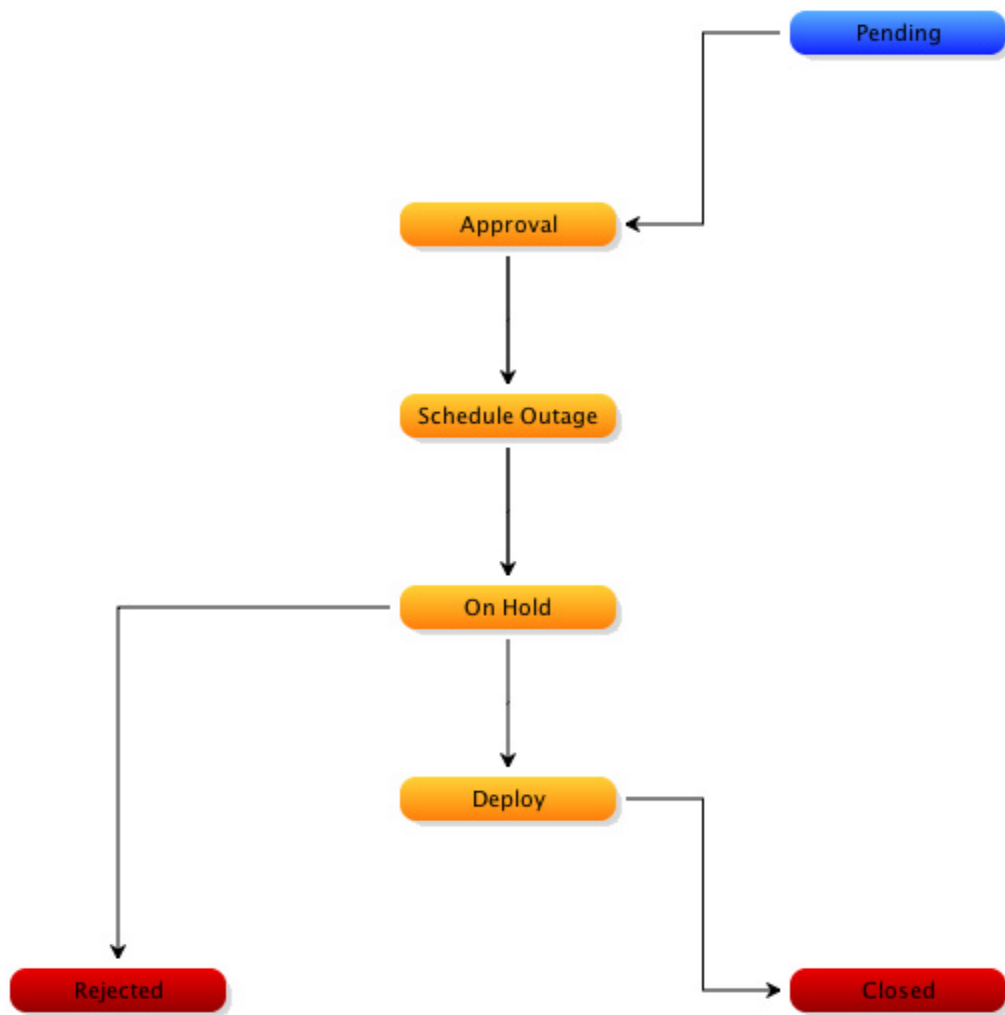 Pending
Approval
Schedule Outage
On Hold
Deploy
Rejected
Closed